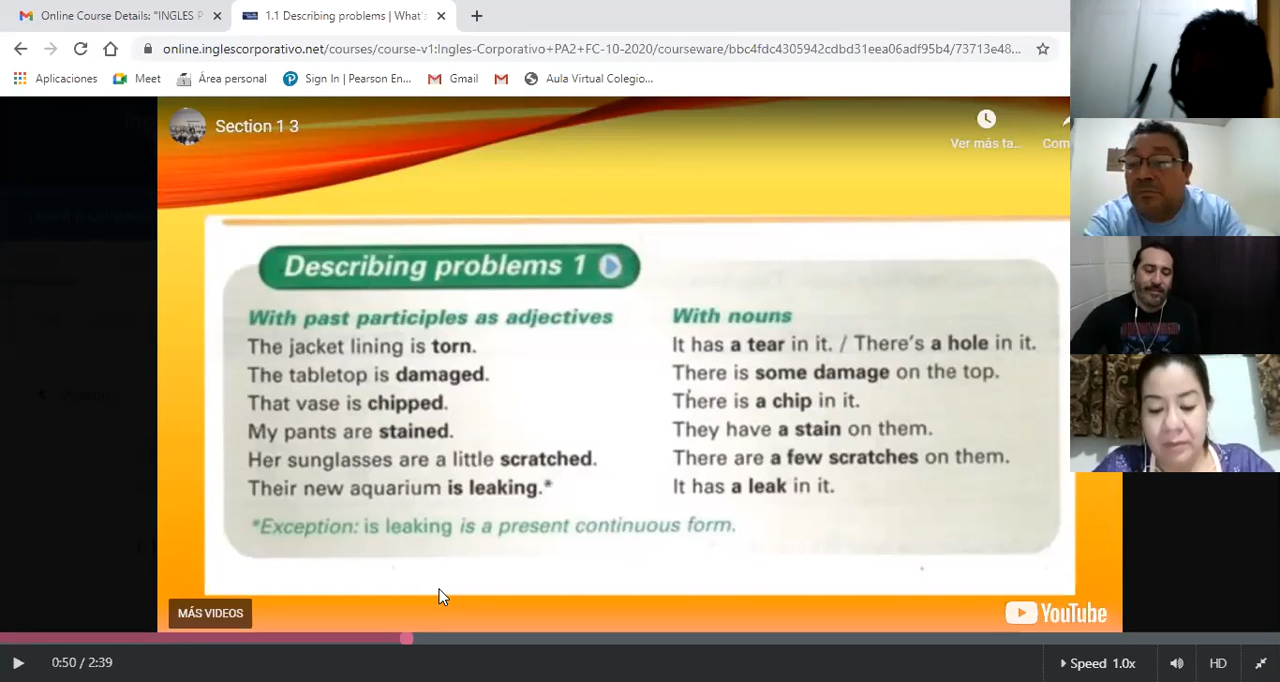 Online Course Details: "INGLES P
1.1 Describing problems | What's
online.inglescorporativo.net/courses/course-v1:Ingles-Corporativo+PA2+FC-10-2020/courseware/bbc4fdc4305942cdbd31eea06adf95b4/73713e48...
Aplicaciones
Meet
Área personal
Sign In | Pearson En...
Gmail
Aula Virtual Colegio...
Section 1 3
Ver más ta...
Com
Describing problems 1
With past participles as adjectives
The jacket lining is torn.
The tabletop is damaged.
That vase is chipped.
My pants are stained.
Her sunglasses are a little scratched.
Their new aquarium is leaking.*
With nouns
It has a tear in it. / There's a hole in it.
There is some damage on the top.
There is a chip in it.
They have a stain on them.
There are a few scratches on them.
It has a leak in it.
*Exception: is leaking is a present continuous form.
MÁS VIDEOS
YouTube
0:50 / 2:39
Speed 1.0x
HD